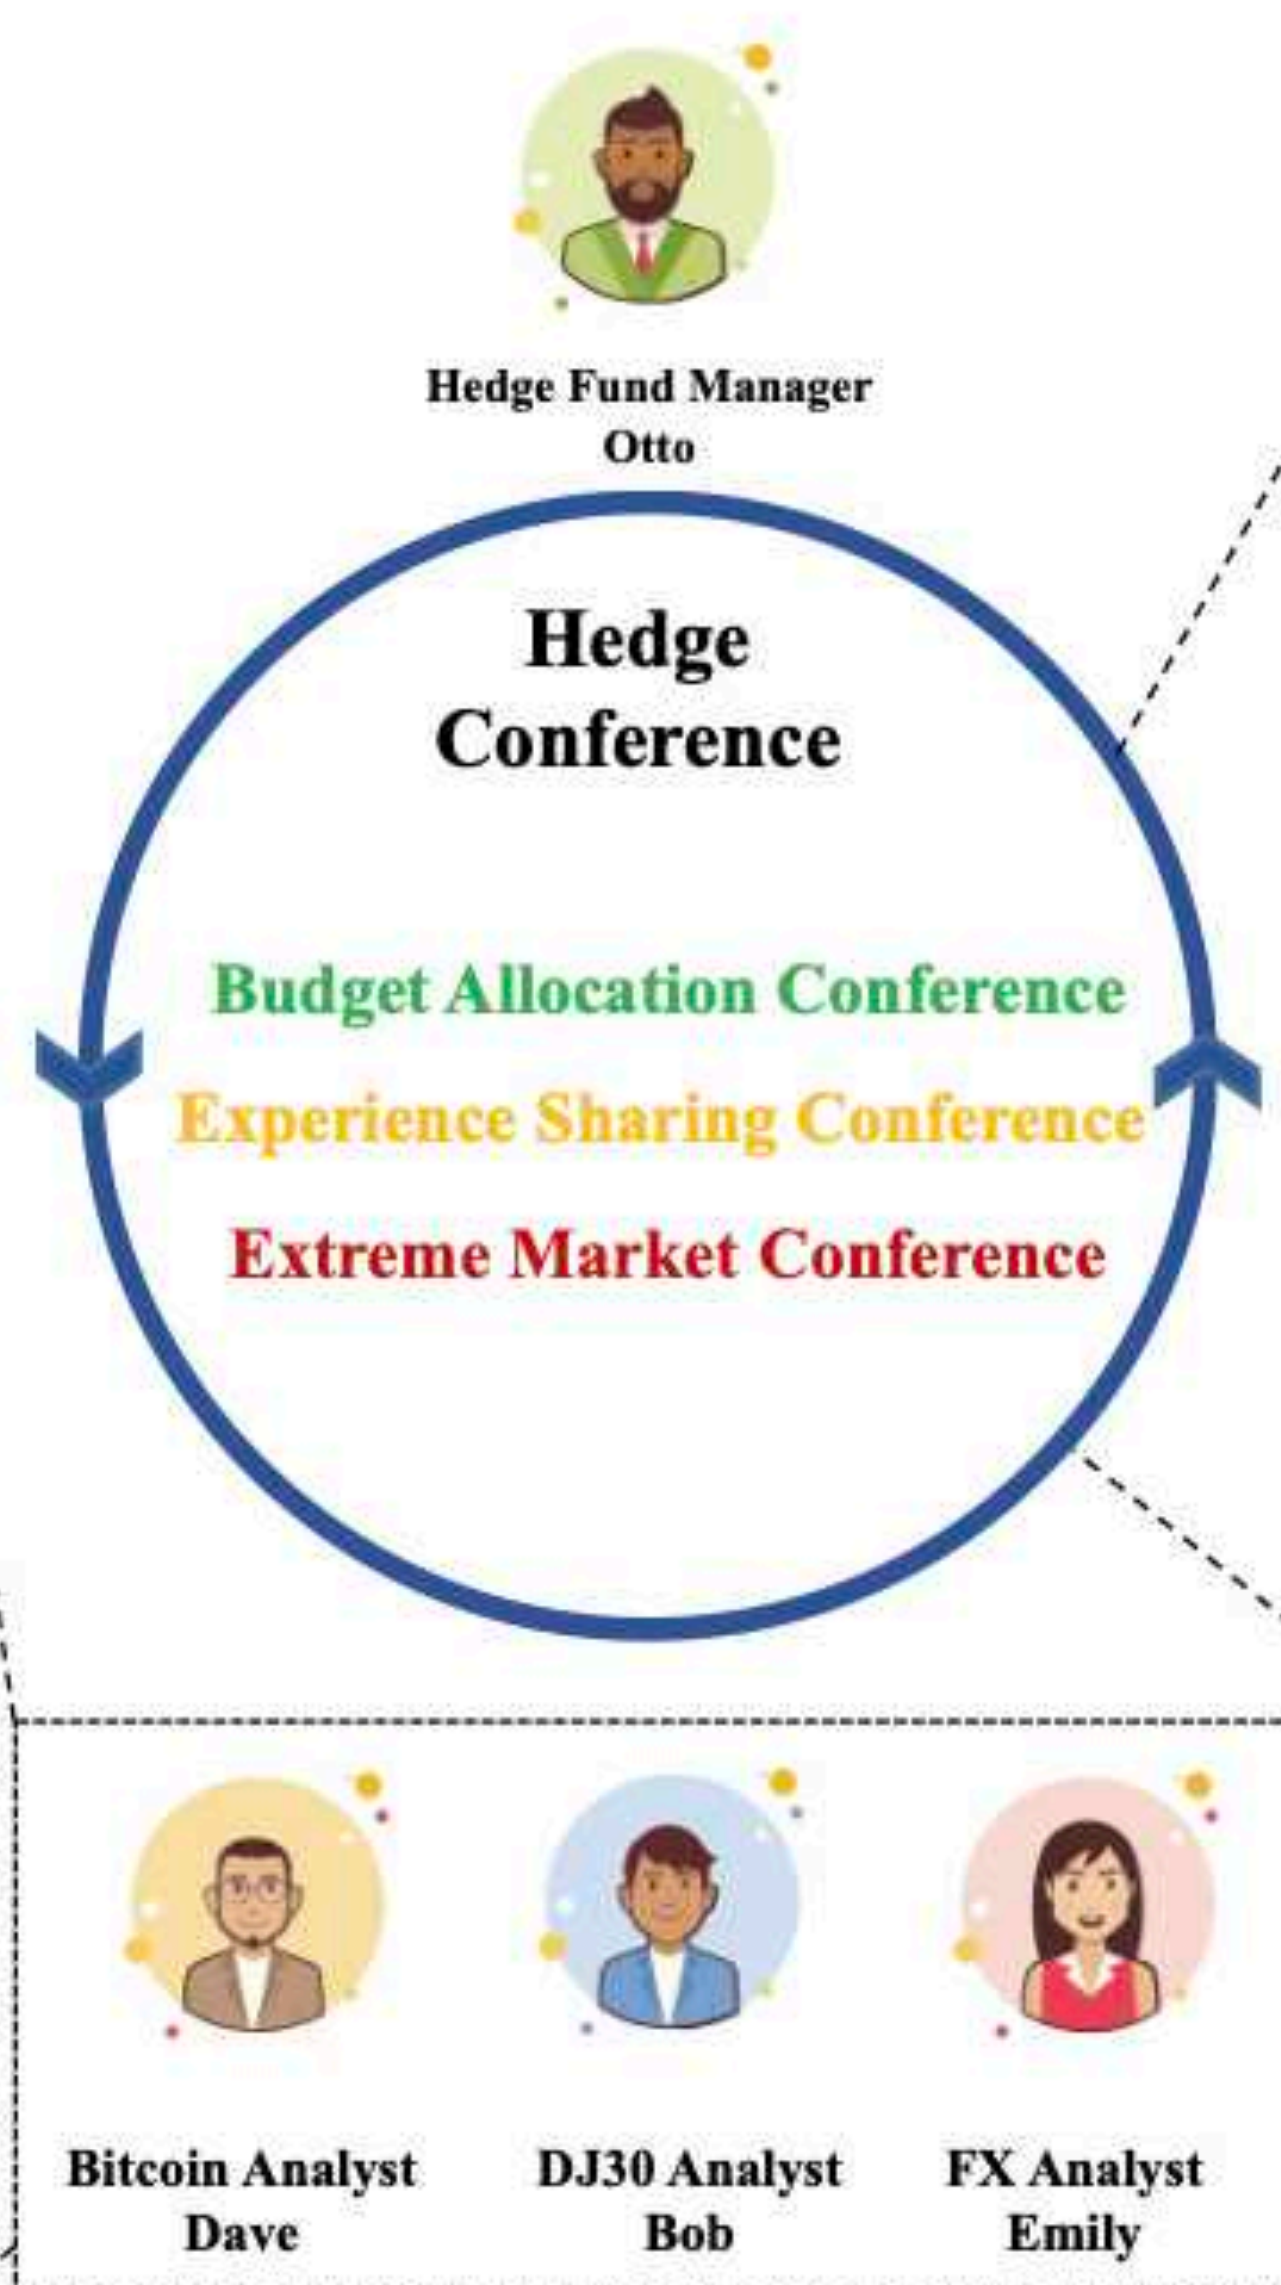 Hedge Fund Manager
Otto
Hedge
Conference
Budget Allocation Conference
Experience Sharing Conference
Extreme Market Conference
Bitcoin Analyst
Dave
DJ30 Analyst
Bob
FX Analyst
Emily